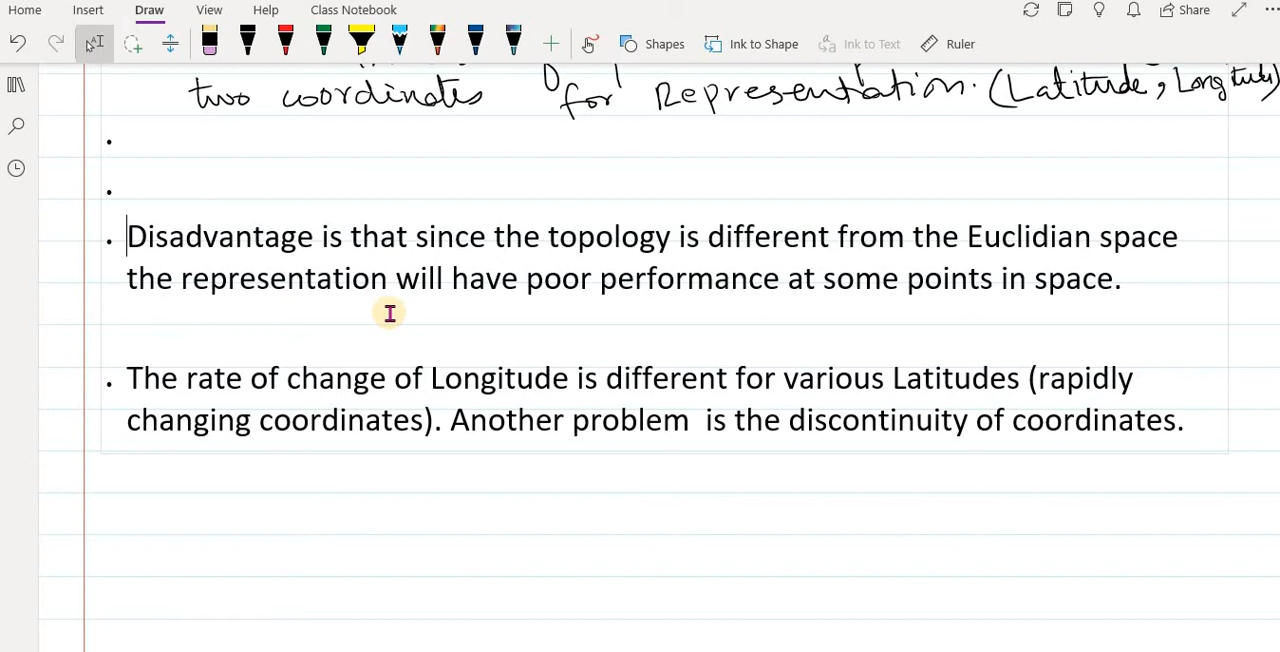 Home Insert Draw View Help Class Notebook Share
Shapes Ink to Shape Ink to Text Ruler
two coordinates for Representation. (Latitude, Longitude)
•
•
• Disadvantage is that since the topology is different from the Euclidian space
the representation will have poor performance at some points in space.
• The rate of change of Longitude is different for various Latitudes (rapidly
changing coordinates). Another problem  is the discontinuity of coordinates.